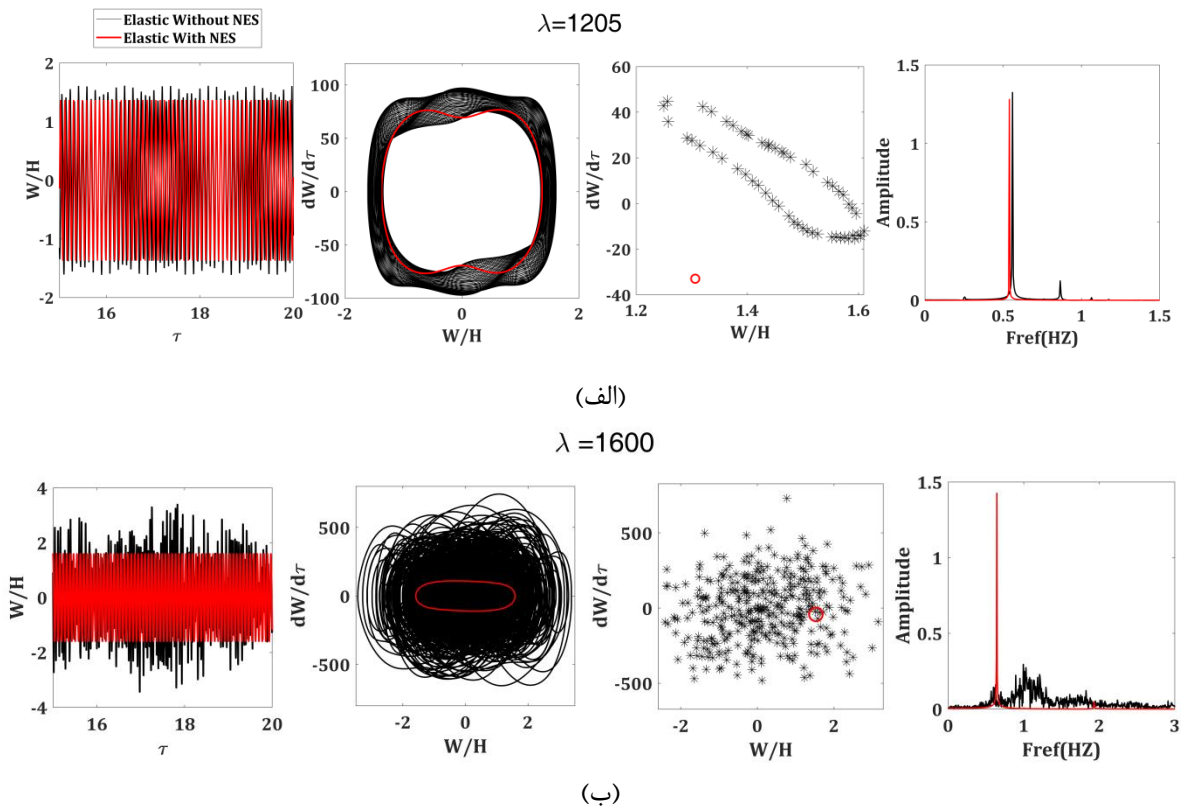 Elastic Without NES
Elastic With NES
λ=1205
2
1
0
-1
-2
W/H
16
18
20
τ
100
50
0
-50
-100
dW/dτ
-2
0
2
W/H
60
40
20
0
-20
-40
dW/dτ
1.2
1.4
1.6
W/H
1.5
1
0.5
0
Amplitude
0
0.5
1
1.5
Fref(HZ)
(الف)
λ =1600
4
2
0
-2
-4
W/H
16
18
20
τ
500
0
-500
dW/dτ
-2
0
2
W/H
500
0
-500
dW/dτ
-2
0
2
W/H
1.5
1
0.5
0
Amplitude
0
1
2
3
Fref(HZ)
(ب)